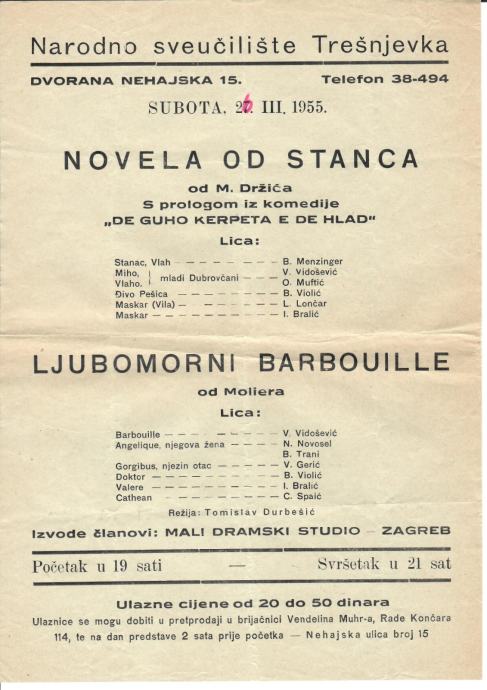 Narodno sveučilište Trešnjevka
DVORANA NEHAJSKA 15. Telefon 38-494
SUBOTA, 26. III. 1955.
NOVELA OD STANCA
od M. Držića
S prologom iz komedije
„DE GUHO KERPETA E DE HLAD“
Lica:
Stanac, Vlah — — — — — — — B. Menzinger
Miho, } mladi Dubrovčani — — — V. Vidošević
Vlaho, O. Muftić
Divo Pešica — — — — — — — B. Violić
Maskar (Vila) — — — — — — L. Lončar
Maskar — — — — — — — — I. Bralić
LJUBOMORNI BARBOUILLE
od Moliera
Lica:
Barbouille — — — — — — — V. Vidošević
Angelique, njegova žena — — — — N. Novosel
B. Trani
Gorgibus, njezin otac — — — — — V. Gerić
Doktor — — — — — — — — B. Violić
Valere — — — — — — — — I. Bralić
Cathean — — — — — — — — C. Spaić
Režija: Tomislav Durbešić
Izvode članovi: MALI DRAMSKI STUDIO — ZAGREB
Početak u 19 sati — Svršetak u 21 sat
Ulazne cijene od 20 do 50 dinara
Ulaznice se mogu dobiti u pretprodaji u brijačnici Vendelina Muhr-a, Rade Končara
114, te na dan predstave 2 sata prije početka — Nehajska ulica broj 15